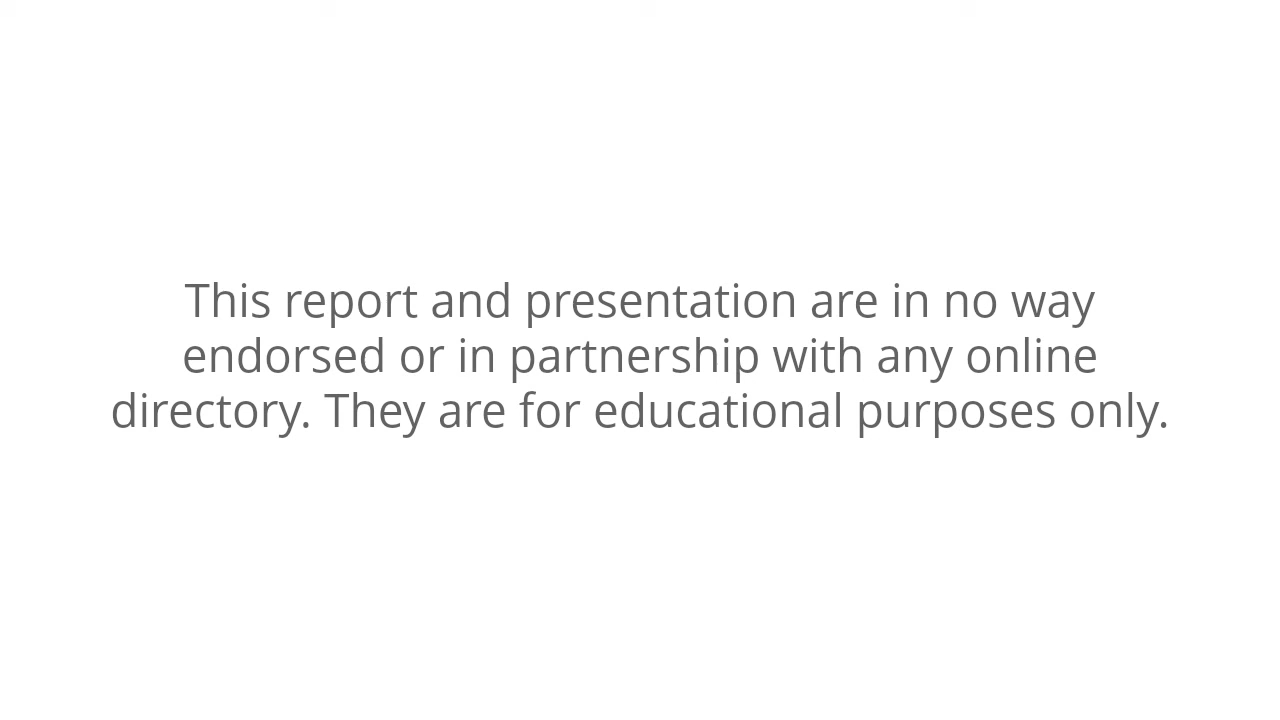 This report and presentation are in no way
endorsed or in partnership with any online
directory. They are for educational purposes only.